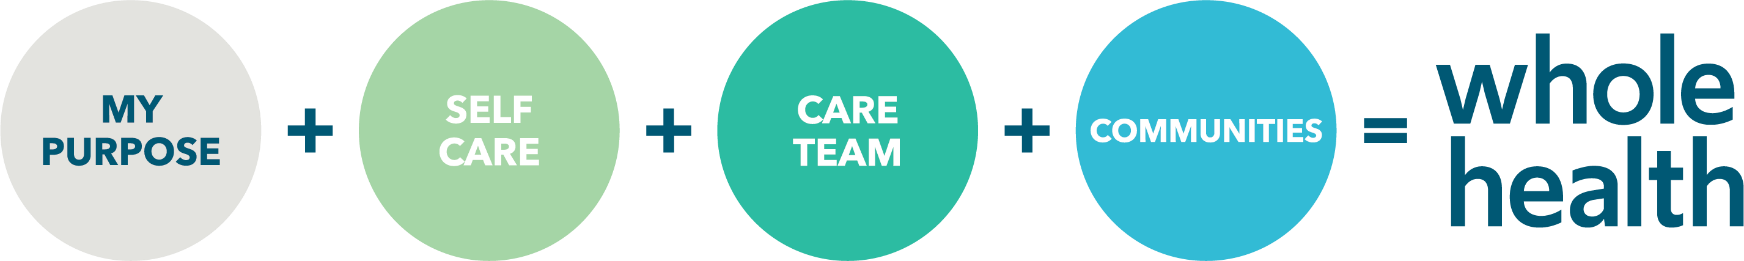 MY
PURPOSE
+
SELF
CARE
+
CARE
TEAM
+
COMMUNITIES
=
whole
health